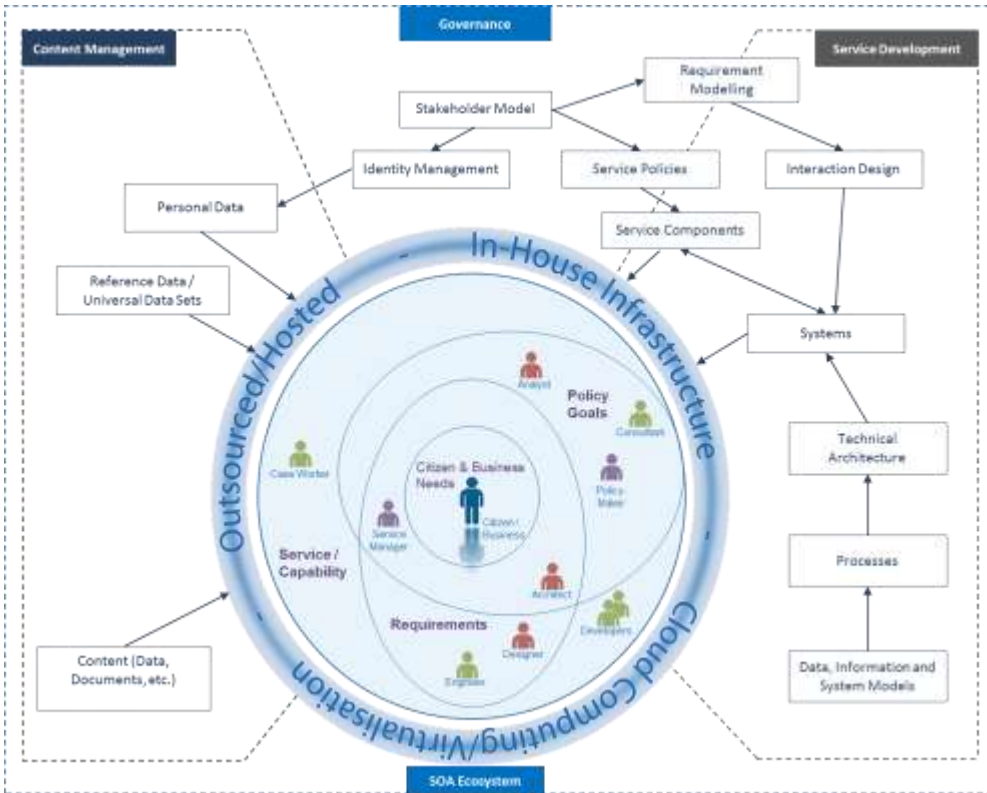 Governance
Content Management
Service Development
Requirement
Modelling
Stakeholder Model
Identity Management
Service Policies
Interaction Design
Personal Data
Service Components
Reference Data /
Universal Data Sets
Systems
Technical
Architecture
Processes
Data, Information and
System Models
Content (Data,
Documents, etc.)
Outsourced/Hosted - In-House Infrastructure - Cloud Computing/Virtualisation -
Analyst
Policy
Goals
Consultant
Case Worker
Citizen & Business
Needs
Policy
Maker
Service
Manager
Citizen /
Business
Service /
Capability
Architect
Requirements
Developers
Designer
Engineer
SOA Ecosystem